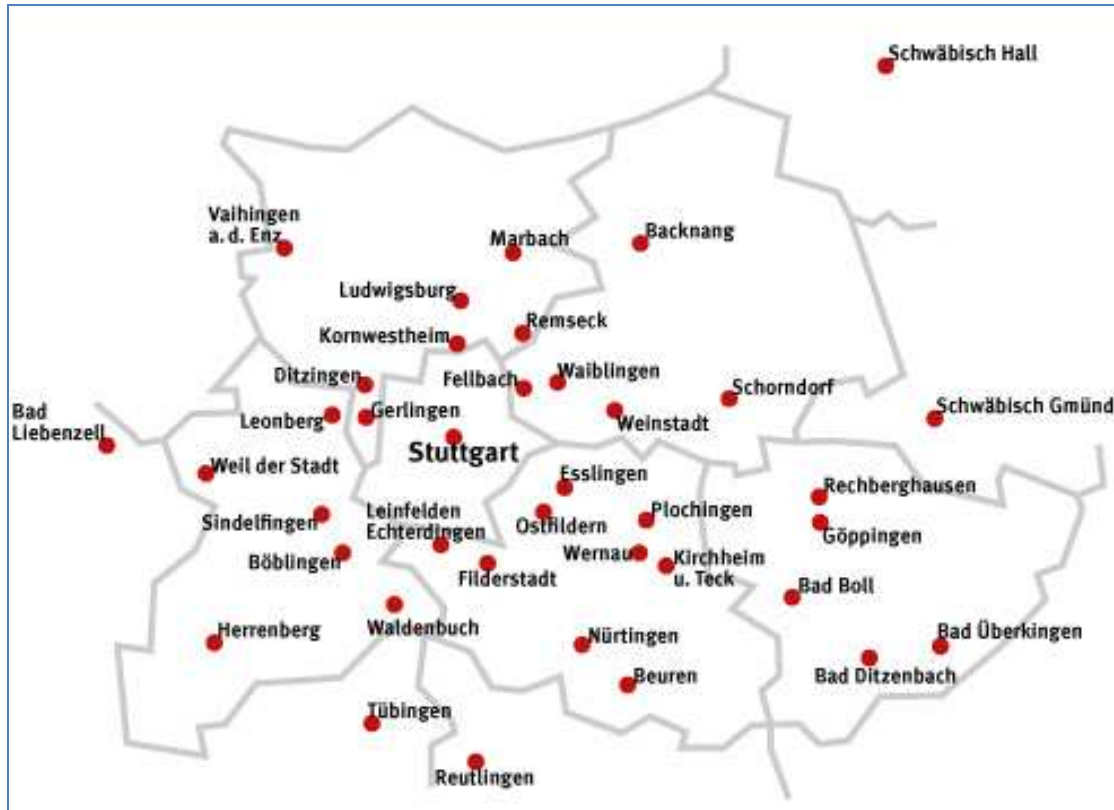 Schwäbisch Hall
Vaihingen
a. d. Enz
Marbach
Backnang
Ludwigsburg
Remseck
Kornwestheim
Ditzingen
Fellbach
Waiblingen
Schorndorf
Bad
Liebenzell
Leonberg
Gerlingen
Weinstadt
Schwäbisch Gmünd
Stuttgart
Weil der Stadt
Esslingen
Rechberghausen
Sindelfingen
Leinfelden
Echterdingen
Ostfildern
Plochingen
Göppingen
Böblingen
Filderstadt
Wernau
Kirchheim
u. Teck
Bad Boll
Herrenberg
Waldenbuch
Nürtingen
Bad Überkingen
Beuren
Bad Ditzenbach
Tübingen
Reutlingen